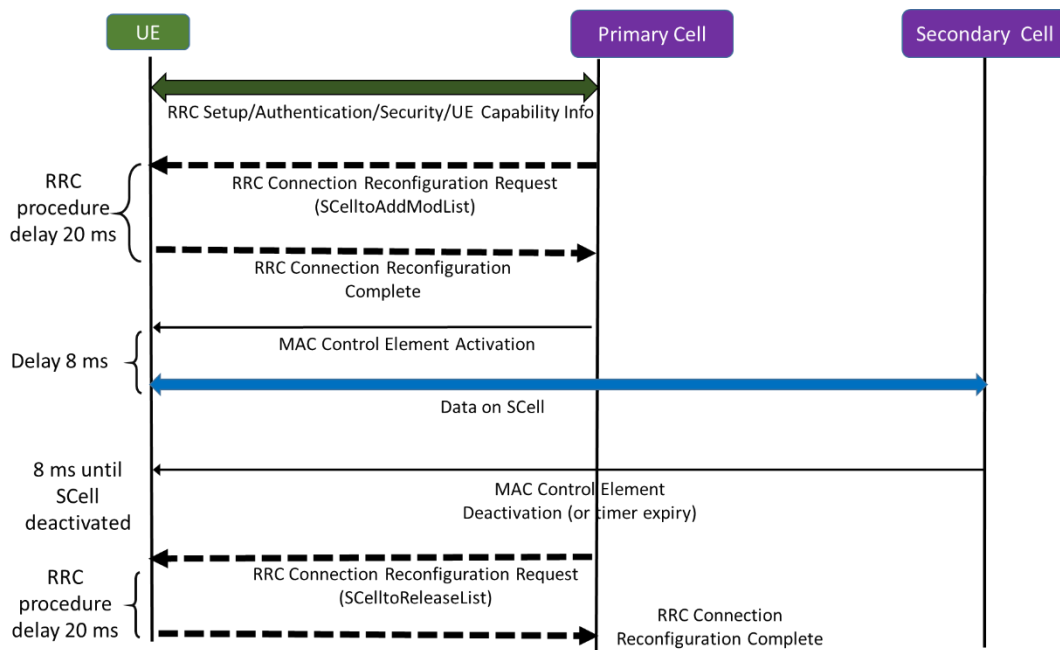 UE
Primary Cell
Secondary Cell
RRC Setup/Authentication/Security/UE Capability Info
RRC
procedure
delay 20 ms
RRC Connection Reconfiguration Request
(SCelltoAddModList)
RRC Connection Reconfiguration
Complete
MAC Control Element Activation
Delay 8 ms
Data on SCell
8 ms until
SCell
deactivated
MAC Control Element
Deactivation (or timer expiry)
RRC
procedure
delay 20 ms
RRC Connection Reconfiguration Request
(SCelltoReleaseList)
RRC Connection
Reconfiguration Complete